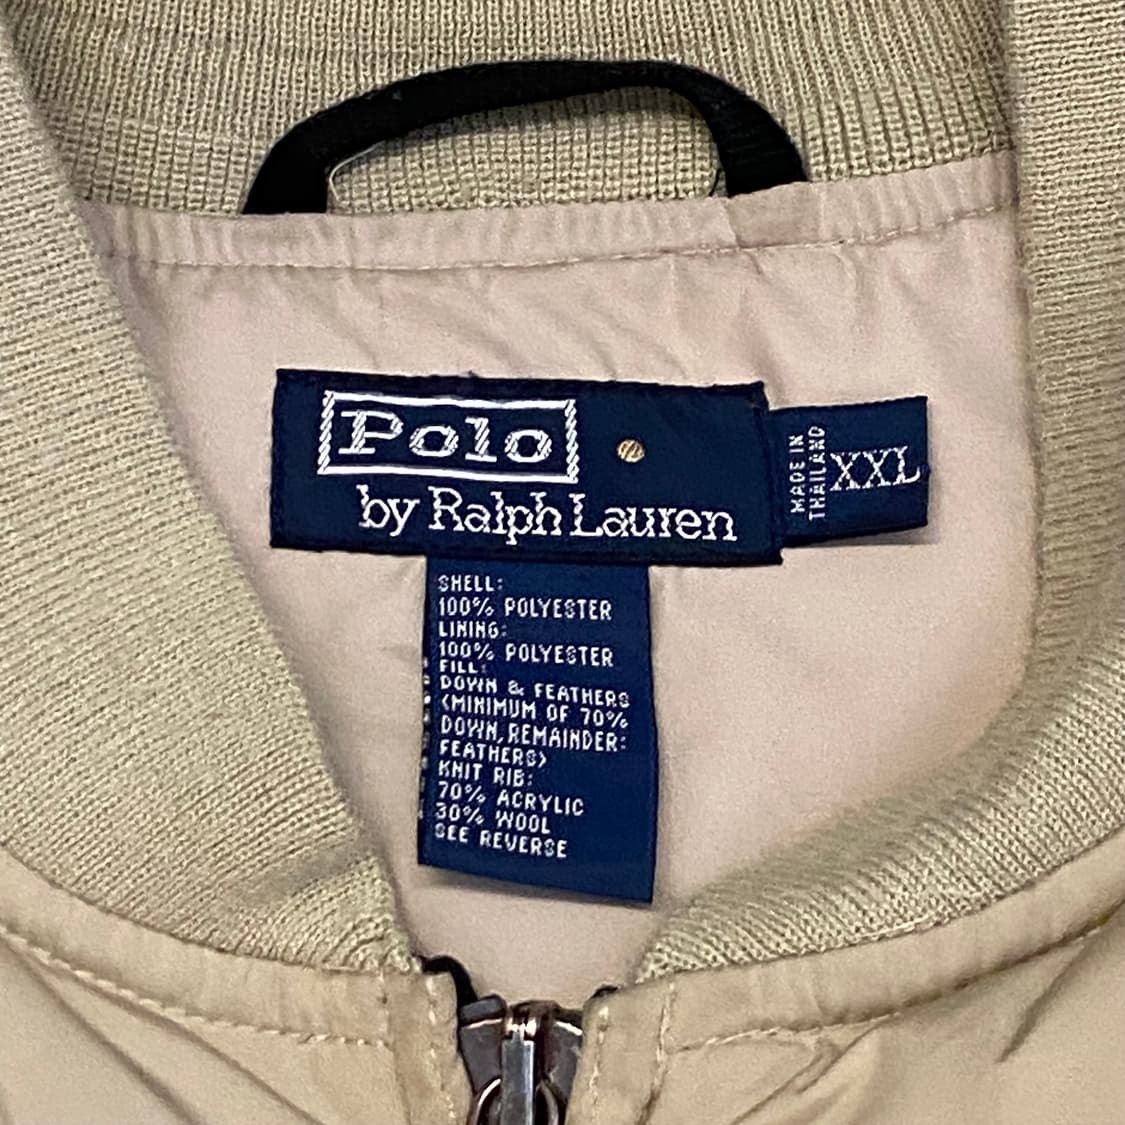 Polo
by Ralph Lauren
MADE IN
THAILAND
XXL
SHELL:
100% POLYESTER
LINING:
100% POLYESTER
FILL:
DOWN & FEATHERS
(MINIMUM OF 70%
DOWN, REMAINDER:
FEATHERS)
KNIT RIB:
70% ACRYLIC
30% WOOL
SEE REVERSE